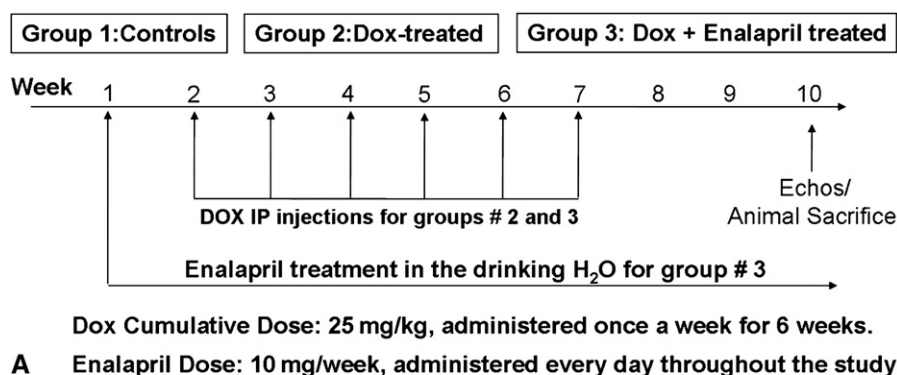 Group 1:Controls Group 2:Dox-treated Group 3: Dox + Enalapril treated
Week 1 2 3 4 5 6 7 8 9 10
Echos/
DOX IP injections for groups # 2 and 3 Animal Sacrifice
Enalapril treatment in the drinking H₂O for group # 3
Dox Cumulative Dose: 25 mg/kg, administered once a week for 6 weeks.
A Enalapril Dose: 10 mg/week, administered every day throughout the study